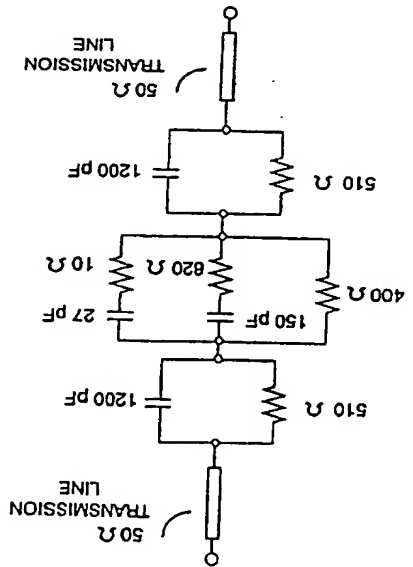 50 Ω
TRANSMISSION
LINE
510 Ω
1200 pF
150 pF
27 pF
400 Ω
820 Ω
10 Ω
510 Ω
1200 pF
50 Ω
TRANSMISSION
LINE